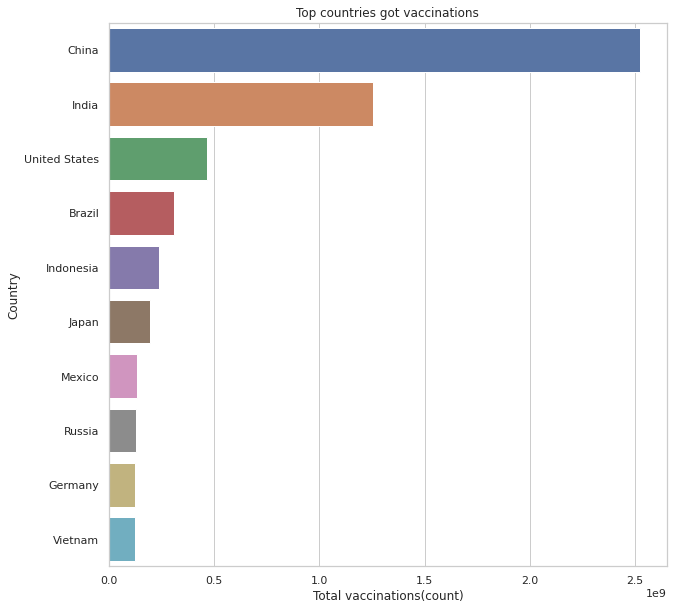 Top countries got vaccinations
China
India
United States
Brazil
Indonesia
Japan
Mexico
Russia
Germany
Vietnam
Country
0.0 0.5 1.0 1.5 2.0 2.5
1e9
Total vaccinations(count)